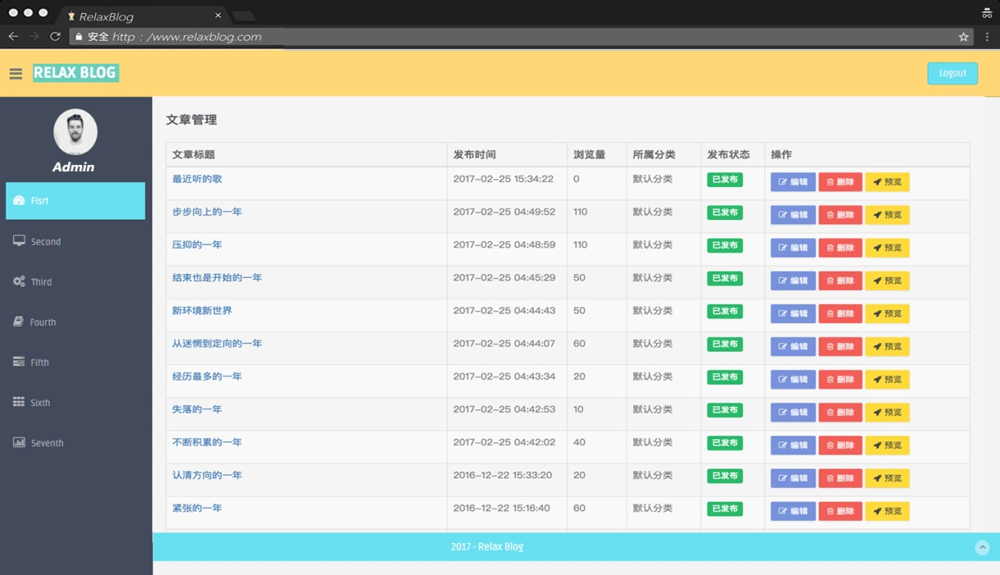 RelaxBlog ×
安全 http : /www.relaxblog.com
RELAX BLOG
Logout
Admin
Fisrt
Second
Third
Fourth
Fifth
Sixth
Seventh
文章管理
文章标题 发布时间 浏览量 所属分类 发布状态 操作
最近听的歌 2017-02-25 15:34:22 0 默认分类 已发布 编辑 删除 预览
步步向上的一年 2017-02-25 04:49:52 110 默认分类 已发布 编辑 删除 预览
压抑的一年 2017-02-25 04:48:59 110 默认分类 已发布 编辑 删除 预览
结束也是开始的一年 2017-02-25 04:45:29 50 默认分类 已发布 编辑 删除 预览
新环境新世界 2017-02-25 04:44:43 50 默认分类 已发布 编辑 删除 预览
从迷惘到定向的一年 2017-02-25 04:44:07 60 默认分类 已发布 编辑 删除 预览
经历最多的一年 2017-02-25 04:43:34 20 默认分类 已发布 编辑 删除 预览
失落的一年 2017-02-25 04:42:53 10 默认分类 已发布 编辑 删除 预览
不断积累的一年 2017-02-25 04:42:02 40 默认分类 已发布 编辑 删除 预览
认清方向的一年 2016-12-22 15:33:20 20 默认分类 已发布 编辑 删除 预览
紧张的一年 2016-12-22 15:16:40 60 默认分类 已发布 编辑 删除 预览
2017 - Relax Blog